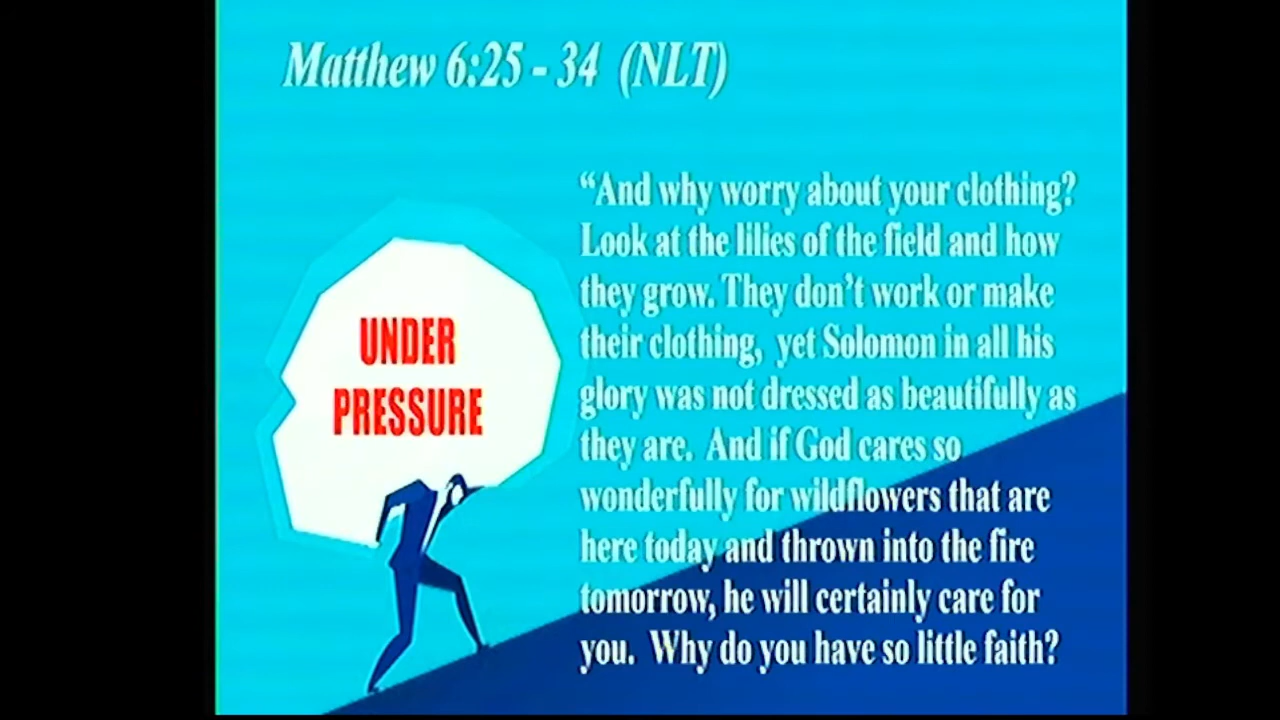 Matthew 6:25 - 34 (NLT)
“And why worry about your clothing?
Look at the lilies of the field and how
they grow. They don’t work or make
their clothing, yet Solomon in all his
glory was not dressed as beautifully as
they are. And if God cares so
wonderfully for wildflowers that are
here today and thrown into the fire
tomorrow, he will certainly care for
you. Why do you have so little faith?
UNDER
PRESSURE